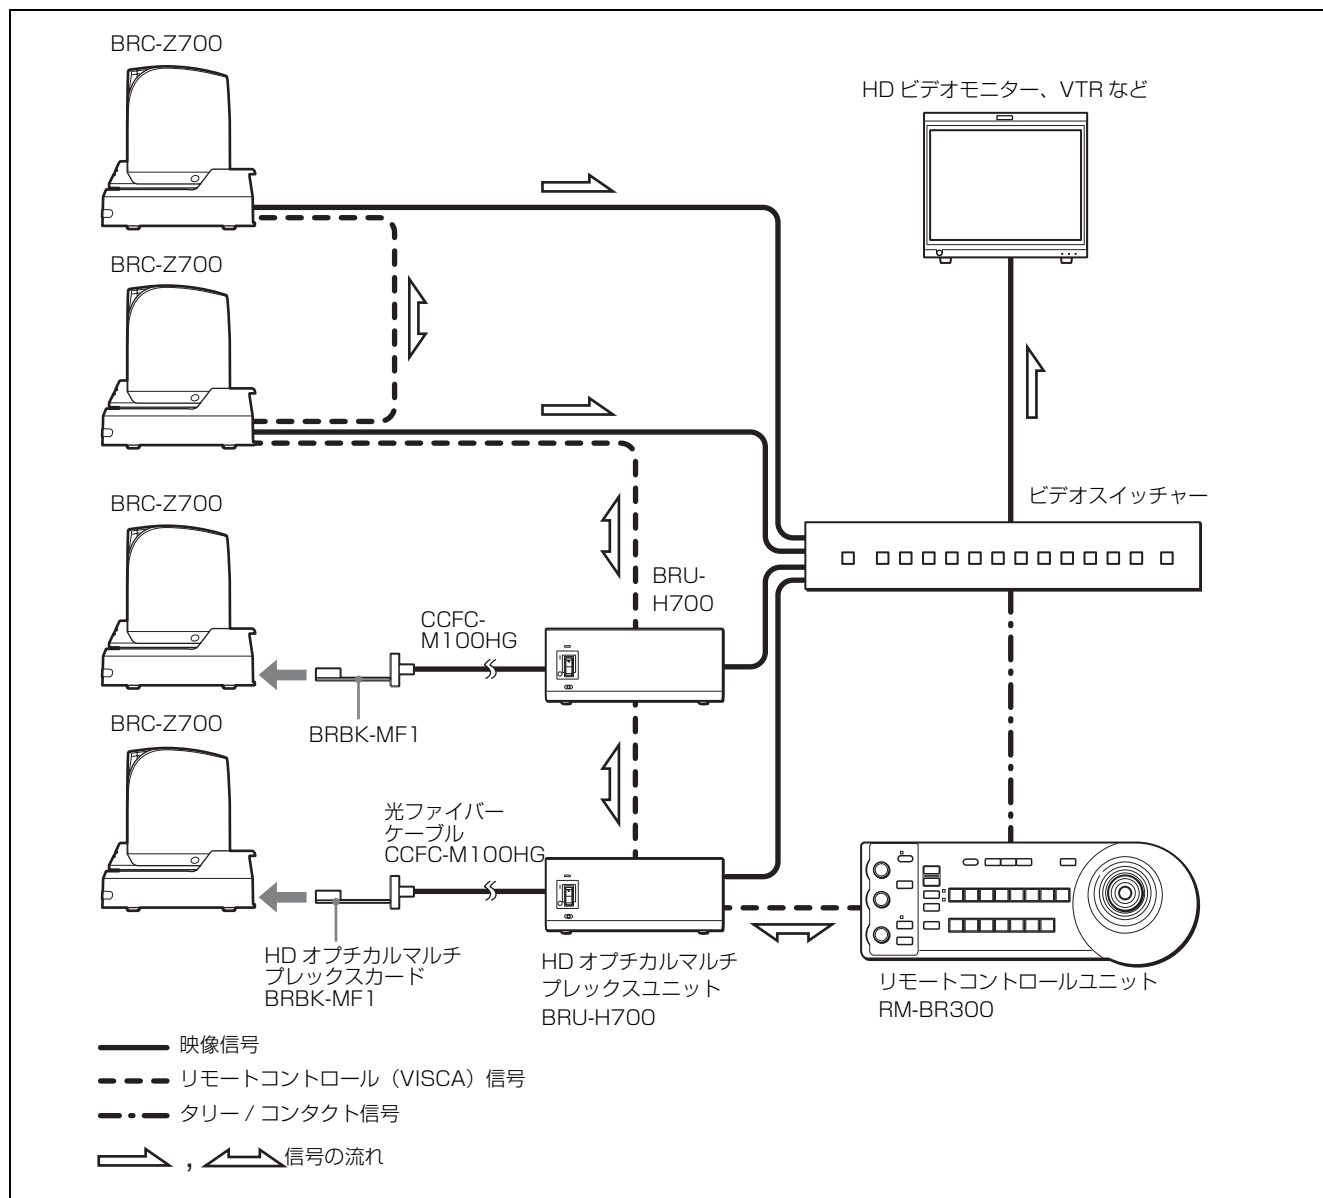 BRC-Z700
HD ビデオモニター、VTR など
BRC-Z700
BRC-Z700
ビデオスイッチャー
BRU-
H700
CCFC-
M100HG
BRBK-MF1
BRC-Z700
光ファイバー
ケーブル
CCFC-M100HG
HD オプチカルマルチ
プレックスカード
BRBK-MF1
HD オプチカルマルチ
プレックスユニット
BRU-H700
リモートコントロールユニット
RM-BR300
映像信号
リモートコントロール（VISCA）信号
タリー / コンタクト信号
, 信号の流れ